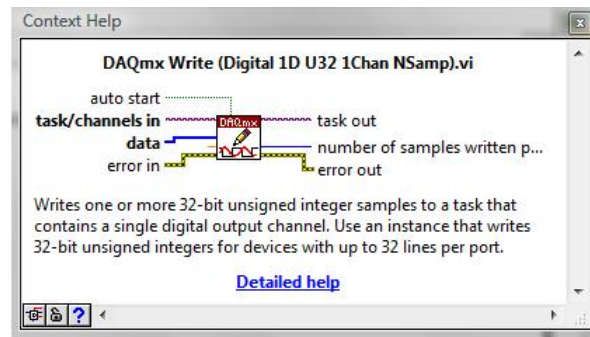 Context Help
x
DAQmx Write (Digital 1D U32 1Chan NSamp).vi
auto start
task/channels in DAQmx task out
data number of samples written p...
error in error out
Writes one or more 32-bit unsigned integer samples to a task that
contains a single digital output channel. Use an instance that writes
32-bit unsigned integers for devices with up to 32 lines per port.
Detailed help
?